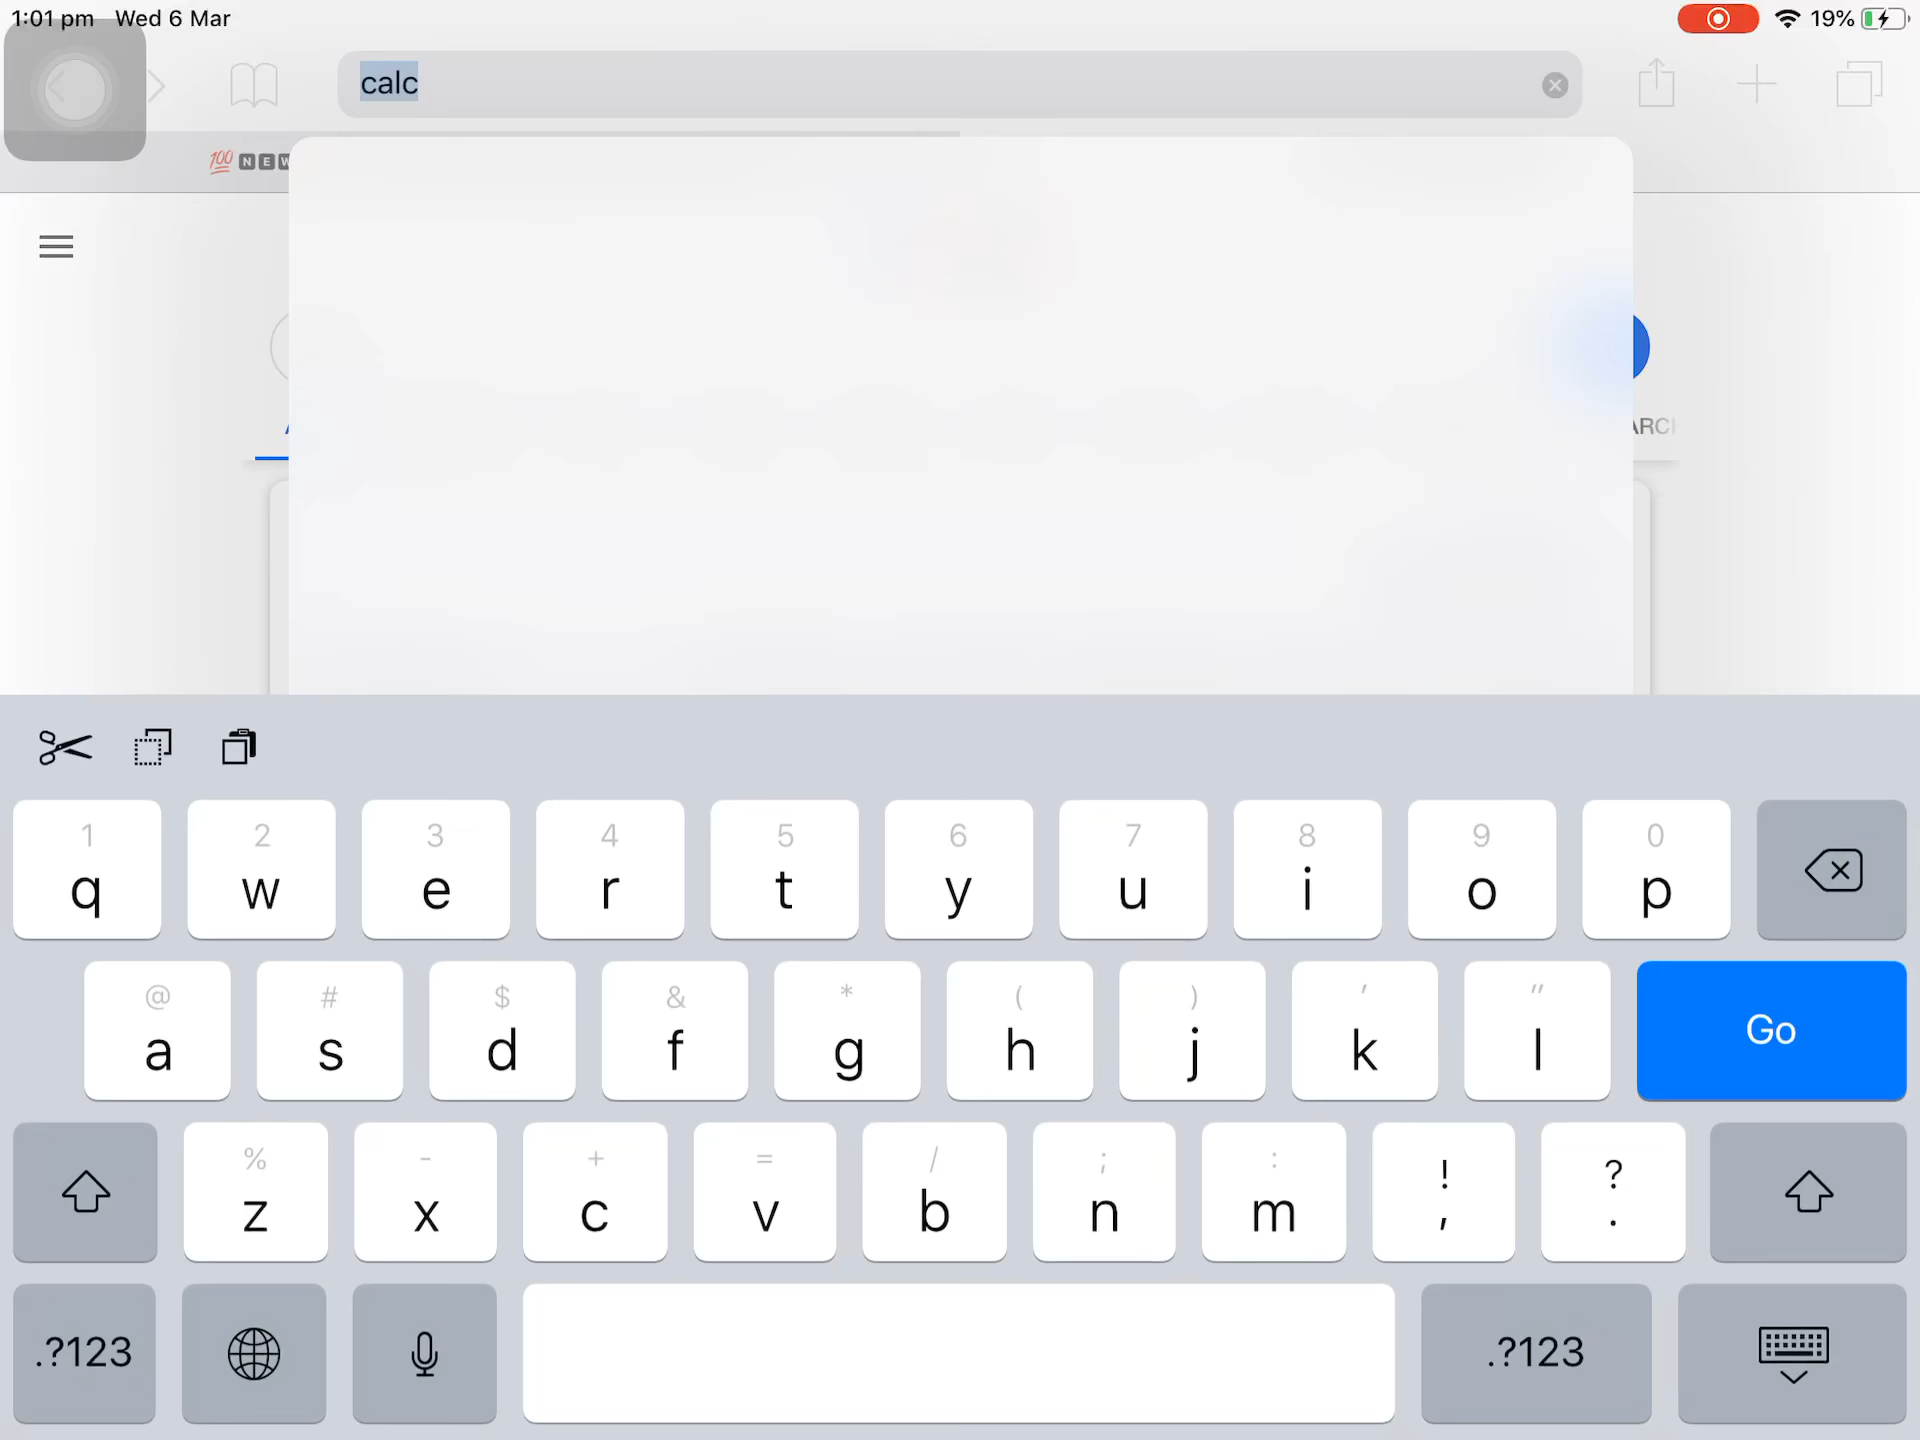 1:01 pm Wed 6 Mar
19%
calc
💯 🅽🅴🆆
ARC
1 2 3 4 5 6 7 8 9 0
q w e r t y u i o p
@ # $ & * ( ) ' "
a s d f g h j k l Go
% - + = / ; : ! ?
z x c v b n m , .
.?123 .?123